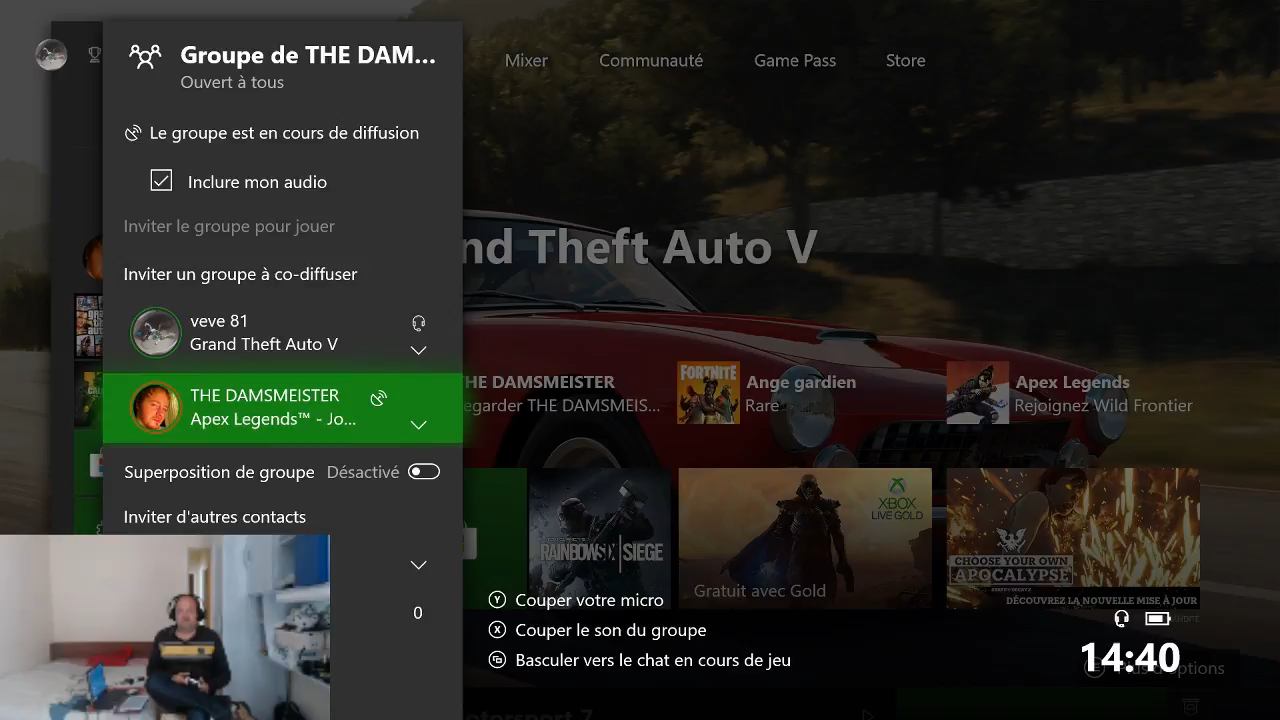 Groupe de THE DAM...
Ouvert à tous
Le groupe est en cours de diffusion
Inclure mon audio
Inviter le groupe pour jouer
Inviter un groupe à co-diffuser
veve 81
Grand Theft Auto V
THE DAMSMEISTER
Apex Legends™ - Jo...
Superposition de groupe Désactivé
Inviter d'autres contacts
0
Mixer Communauté Game Pass Store
nd Theft Auto V
HE DAMSMEISTER
egarder THE DAMSMEIS...
FORTNITE
Ange gardien
Rare
Apex Legends
Rejoignez Wild Frontier
RAINBOW SIX | SIEGE
XBOX
LIVE GOLD
Gratuit avec Gold
CHOOSE YOUR OWN
APOCALYPSE
DÉCOUVREZ LA NOUVELLE MISE À JOUR
Y Couper votre micro
X Couper le son du groupe
Basculer vers le chat en cours de jeu
14:40
Plus d'options
otorsport 7